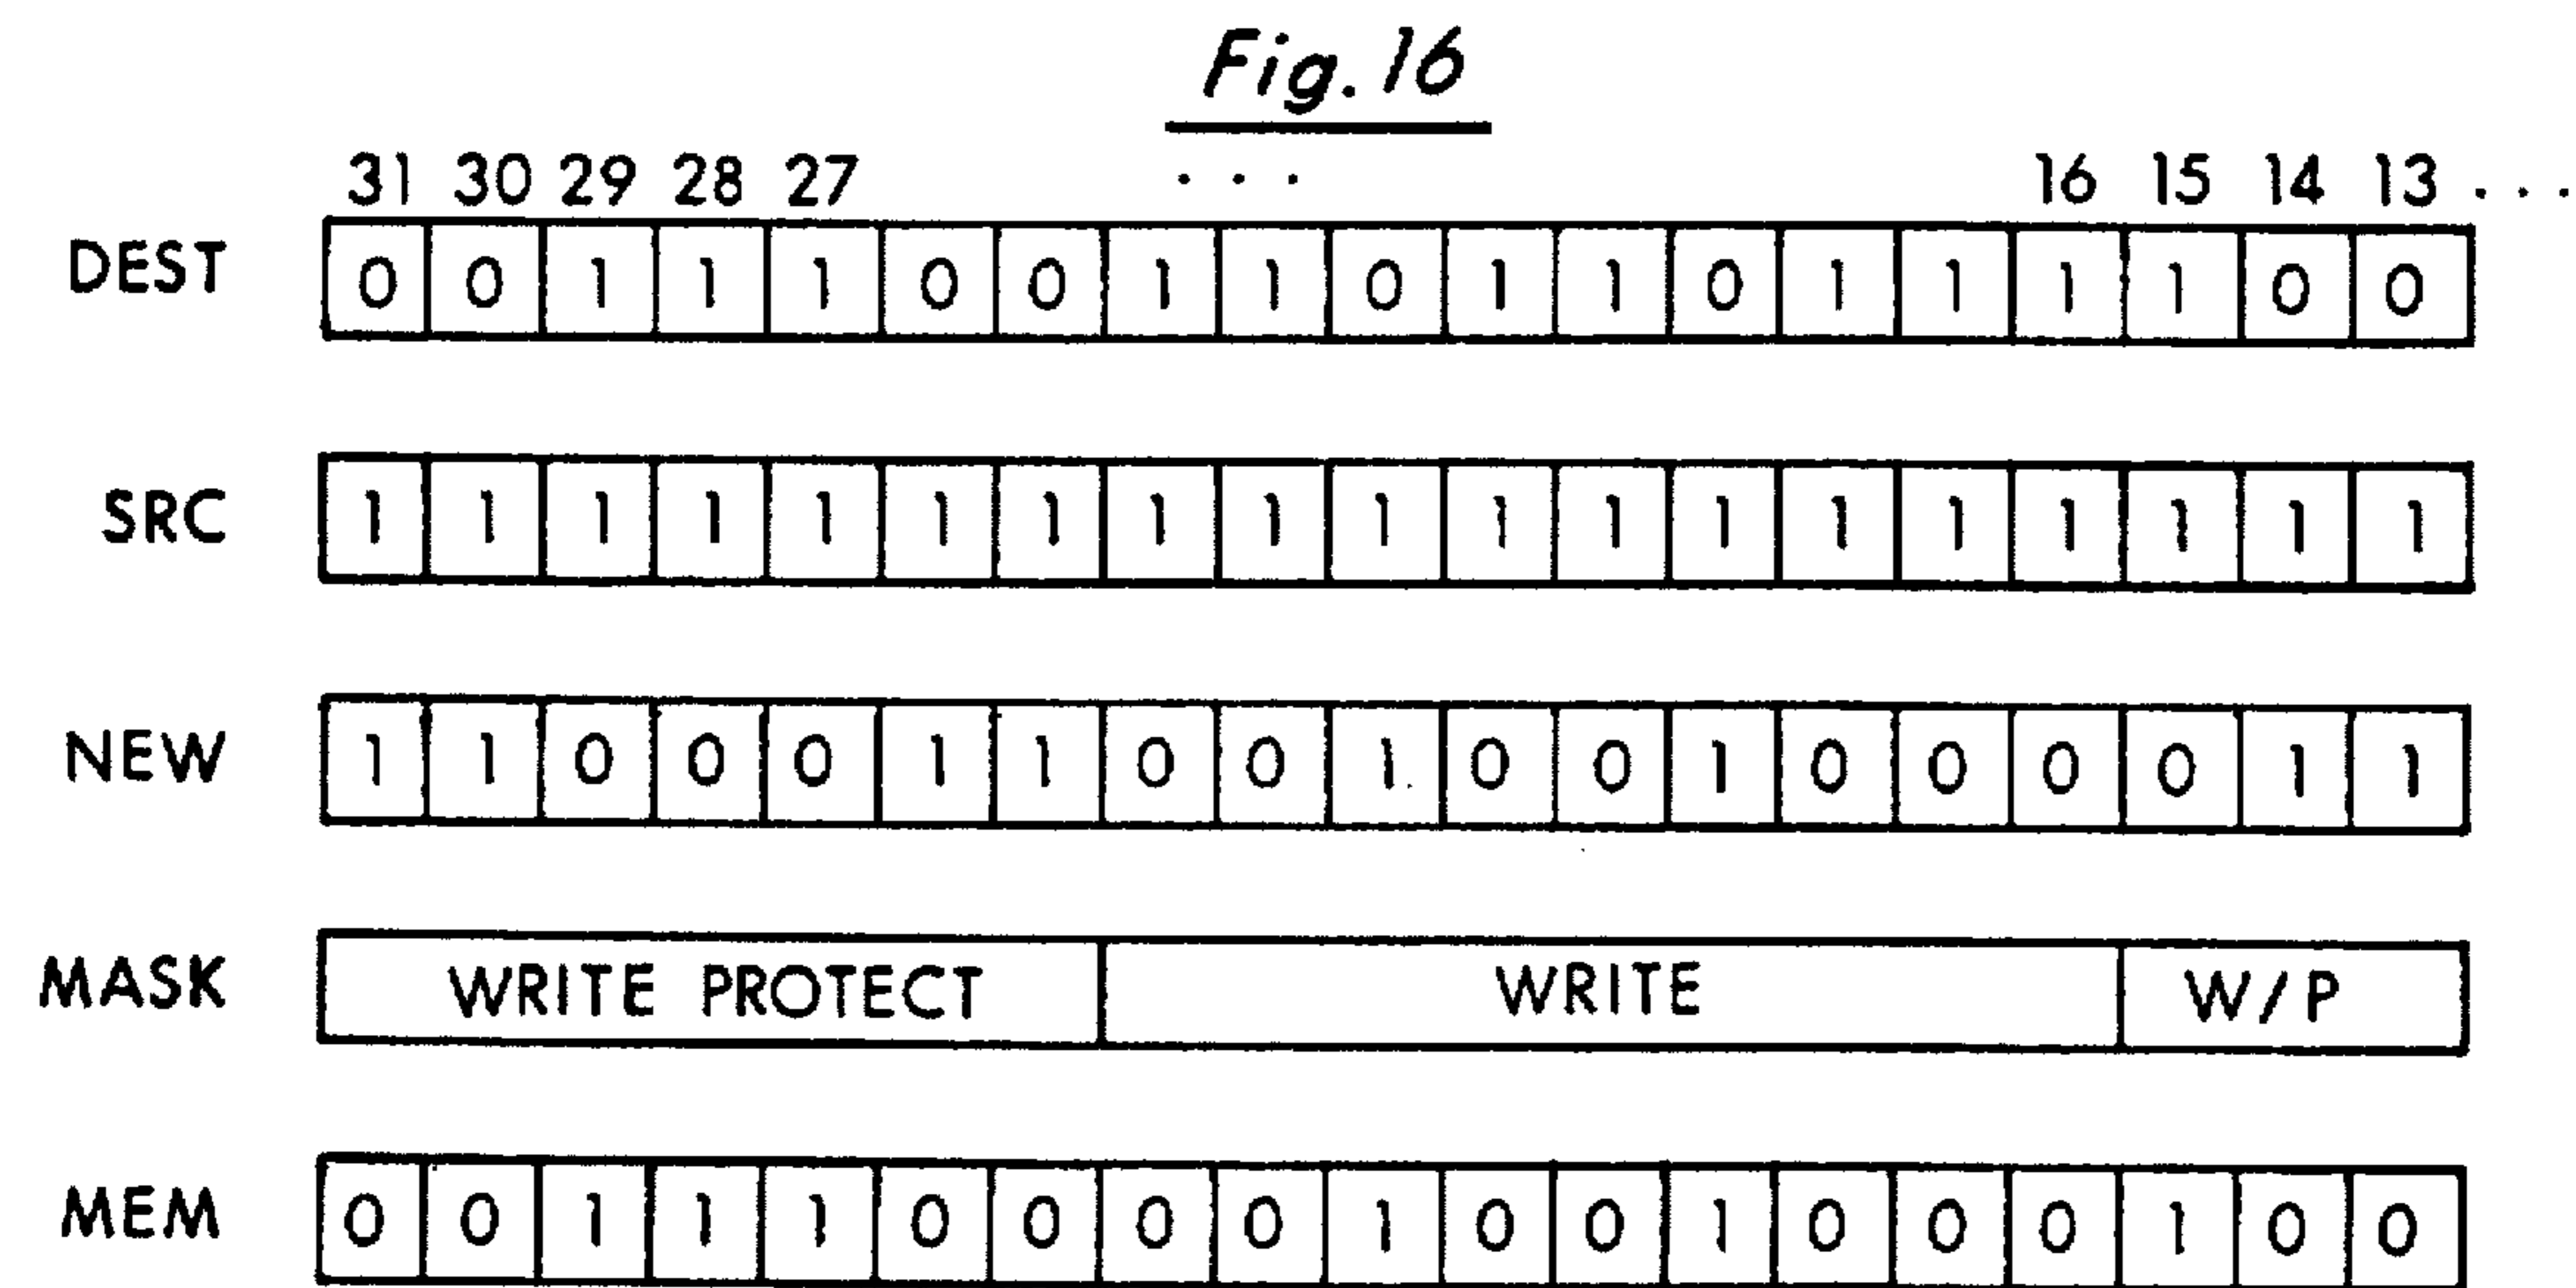 Fig. 16
31 30 29 28 27 . . . 16 15 14 13 . . .
DEST 0 0 1 1 1 0 0 1 1 0 1 1 0 1 1 1 1 0 0
SRC 1 1 1 1 1 1 1 1 1 1 1 1 1 1 1 1 1 1 1
NEW 1 1 0 0 0 1 1 0 0 1 0 0 1 0 0 0 0 1 1
MASK WRITE PROTECT WRITE W/P
MEM 0 0 1 1 1 0 0 0 0 1 0 0 1 0 0 0 1 0 0